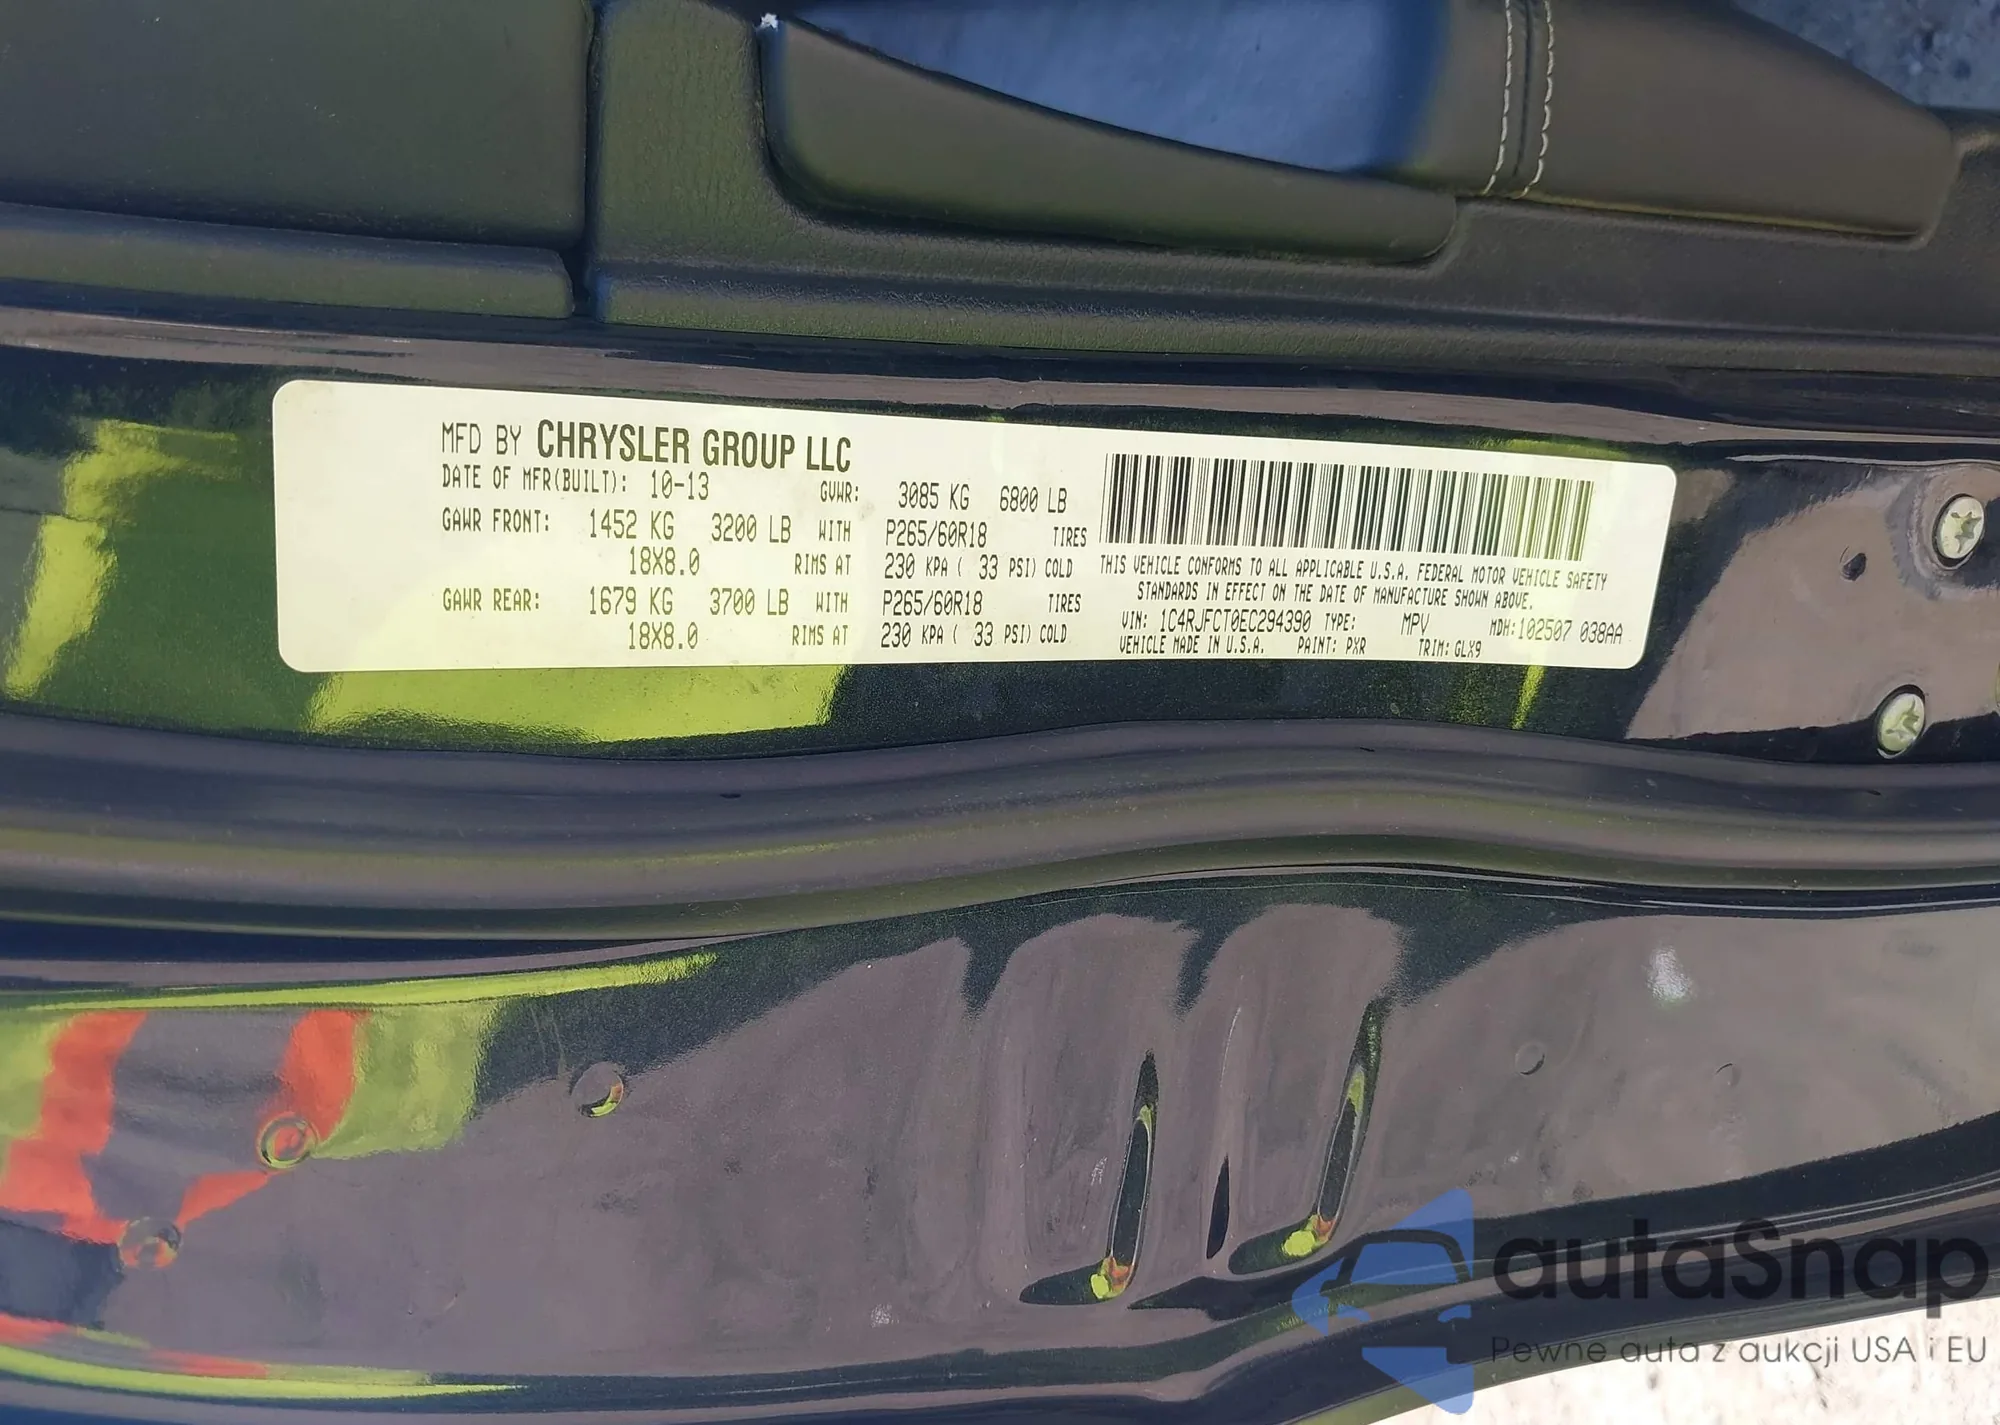 MFD BY CHRYSLER GROUP LLC
DATE OF MFR(BUILT): 10-13 GVWR: 3085 KG 6800 LB
GAWR FRONT: 1452 KG 3200 LB WITH P265/60R18 TIRES
18X8.0 RIMS AT 230 KPA ( 33 PSI) COLD
GAWR REAR: 1679 KG 3700 LB WITH P265/60R18 TIRES
18X8.0 RIMS AT 230 KPA ( 33 PSI) COLD
THIS VEHICLE CONFORMS TO ALL APPLICABLE U.S.A. FEDERAL MOTOR VEHICLE SAFETY
STANDARDS IN EFFECT ON THE DATE OF MANUFACTURE SHOWN ABOVE.
VIN: 1C4RJFCT0EC294390 TYPE: MPV MDH:102507 038AA
VEHICLE MADE IN U.S.A. PAINT: PXR TRIM: GLX9
autaSnap
Pewne auta z aukcji USA i EU